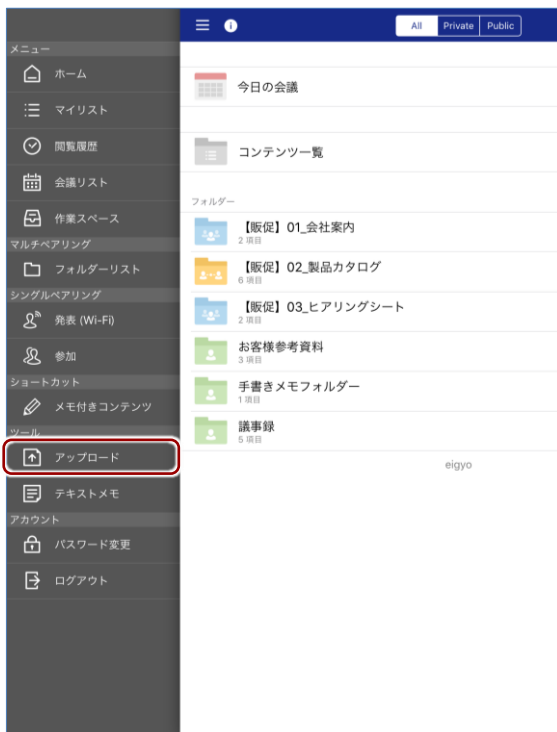 メニュー
ホーム
マイリスト
閲覧履歴
会議リスト
作業スペース
マルチペアリング
フォルダーリスト
シングルペアリング
発表 (Wi-Fi)
参加
ショートカット
メモ付きコンテンツ
ツール
アップロード
テキストメモ
アカウント
パスワード変更
ログアウト
All Private Public
今日の会議
コンテンツ一覧
フォルダー
【販促】01_会社案内
2 項目
【販促】02_製品カタログ
6 項目
【販促】03_ヒアリングシート
2 項目
お客様参考資料
3 項目
手書きメモフォルダー
1 項目
議事録
5 項目
eigyo